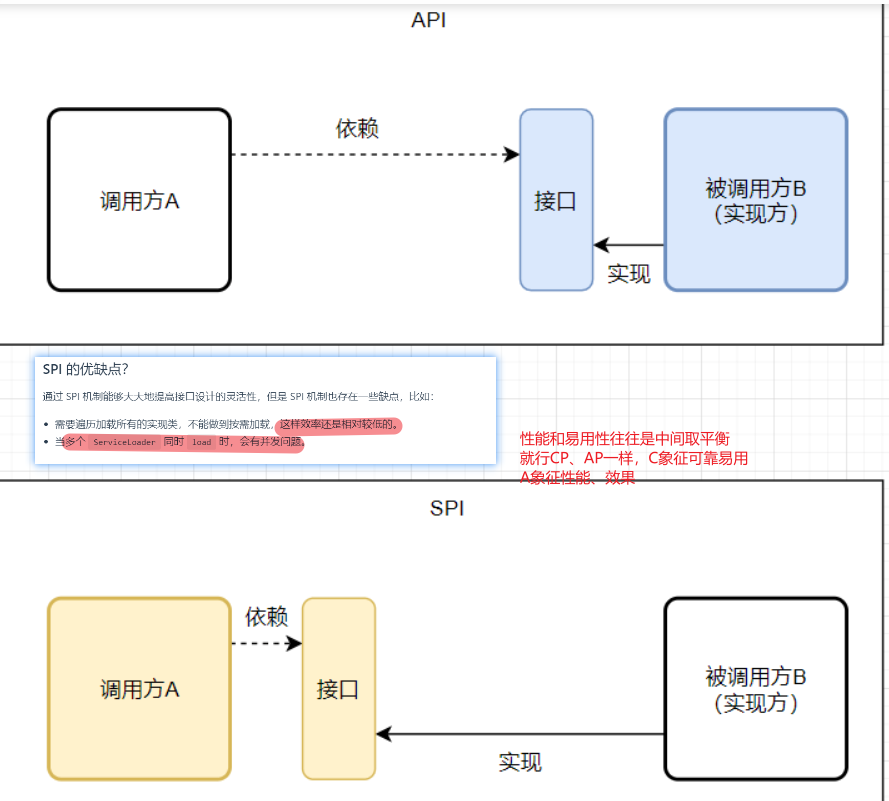 API
依赖
调用方A
接口
被调用方B
(实现方)
实现
SPI 的优缺点?
通过 SPI 机制能够大大地提高接口设计的灵活性，但是 SPI 机制也存在一些缺点，比如：
需要遍历加载所有的实现类，不能做到按需加载，这样效率还是相对较低的。
当多个 ServiceLoader 同时 load 时，会有并发问题。
性能和易用性往往是中间取平衡
就行CP、AP一样，C象征可靠易用
A象征性能、效果
SPI
依赖
调用方A
接口
被调用方B
(实现方)
实现